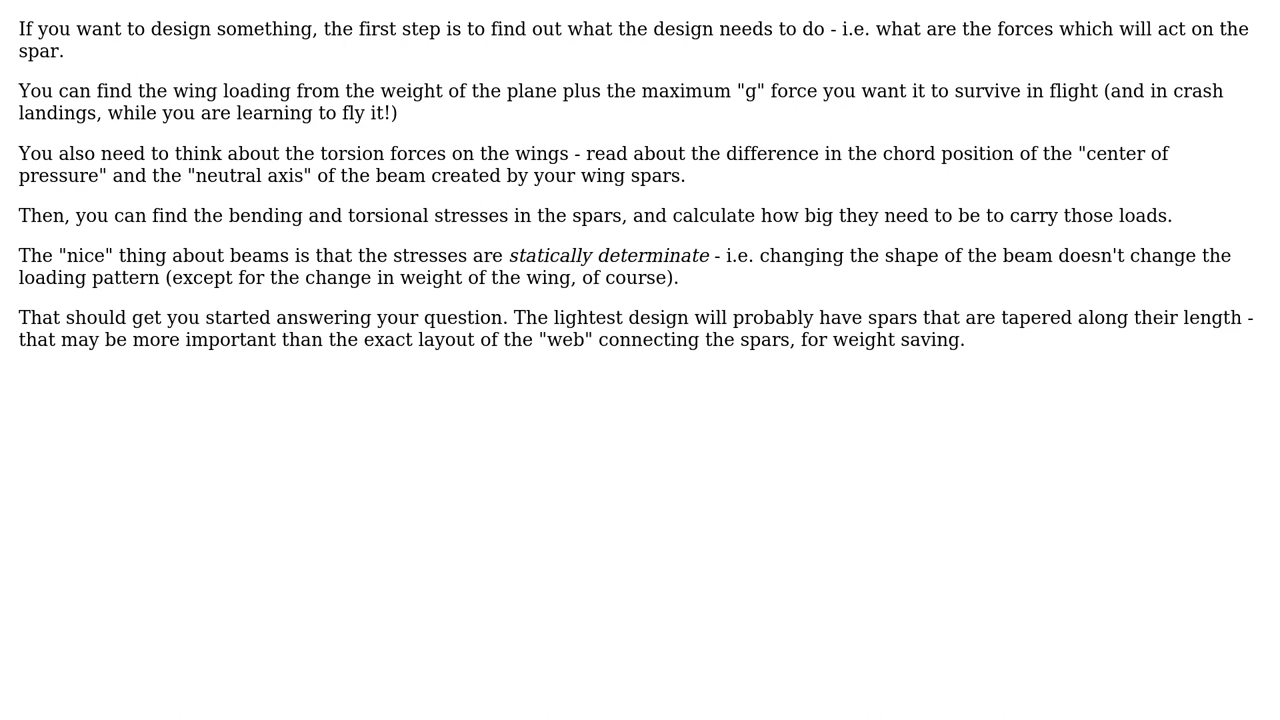 If you want to design something, the first step is to find out what the design needs to do - i.e. what are the forces which will act on the
spar.
You can find the wing loading from the weight of the plane plus the maximum "g" force you want it to survive in flight (and in crash
landings, while you are learning to fly it!)
You also need to think about the torsion forces on the wings - read about the difference in the chord position of the "center of
pressure" and the "neutral axis" of the beam created by your wing spars.
Then, you can find the bending and torsional stresses in the spars, and calculate how big they need to be to carry those loads.
The "nice" thing about beams is that the stresses are statically determinate - i.e. changing the shape of the beam doesn't change the
loading pattern (except for the change in weight of the wing, of course).
That should get you started answering your question. The lightest design will probably have spars that are tapered along their length -
that may be more important than the exact layout of the "web" connecting the spars, for weight saving.